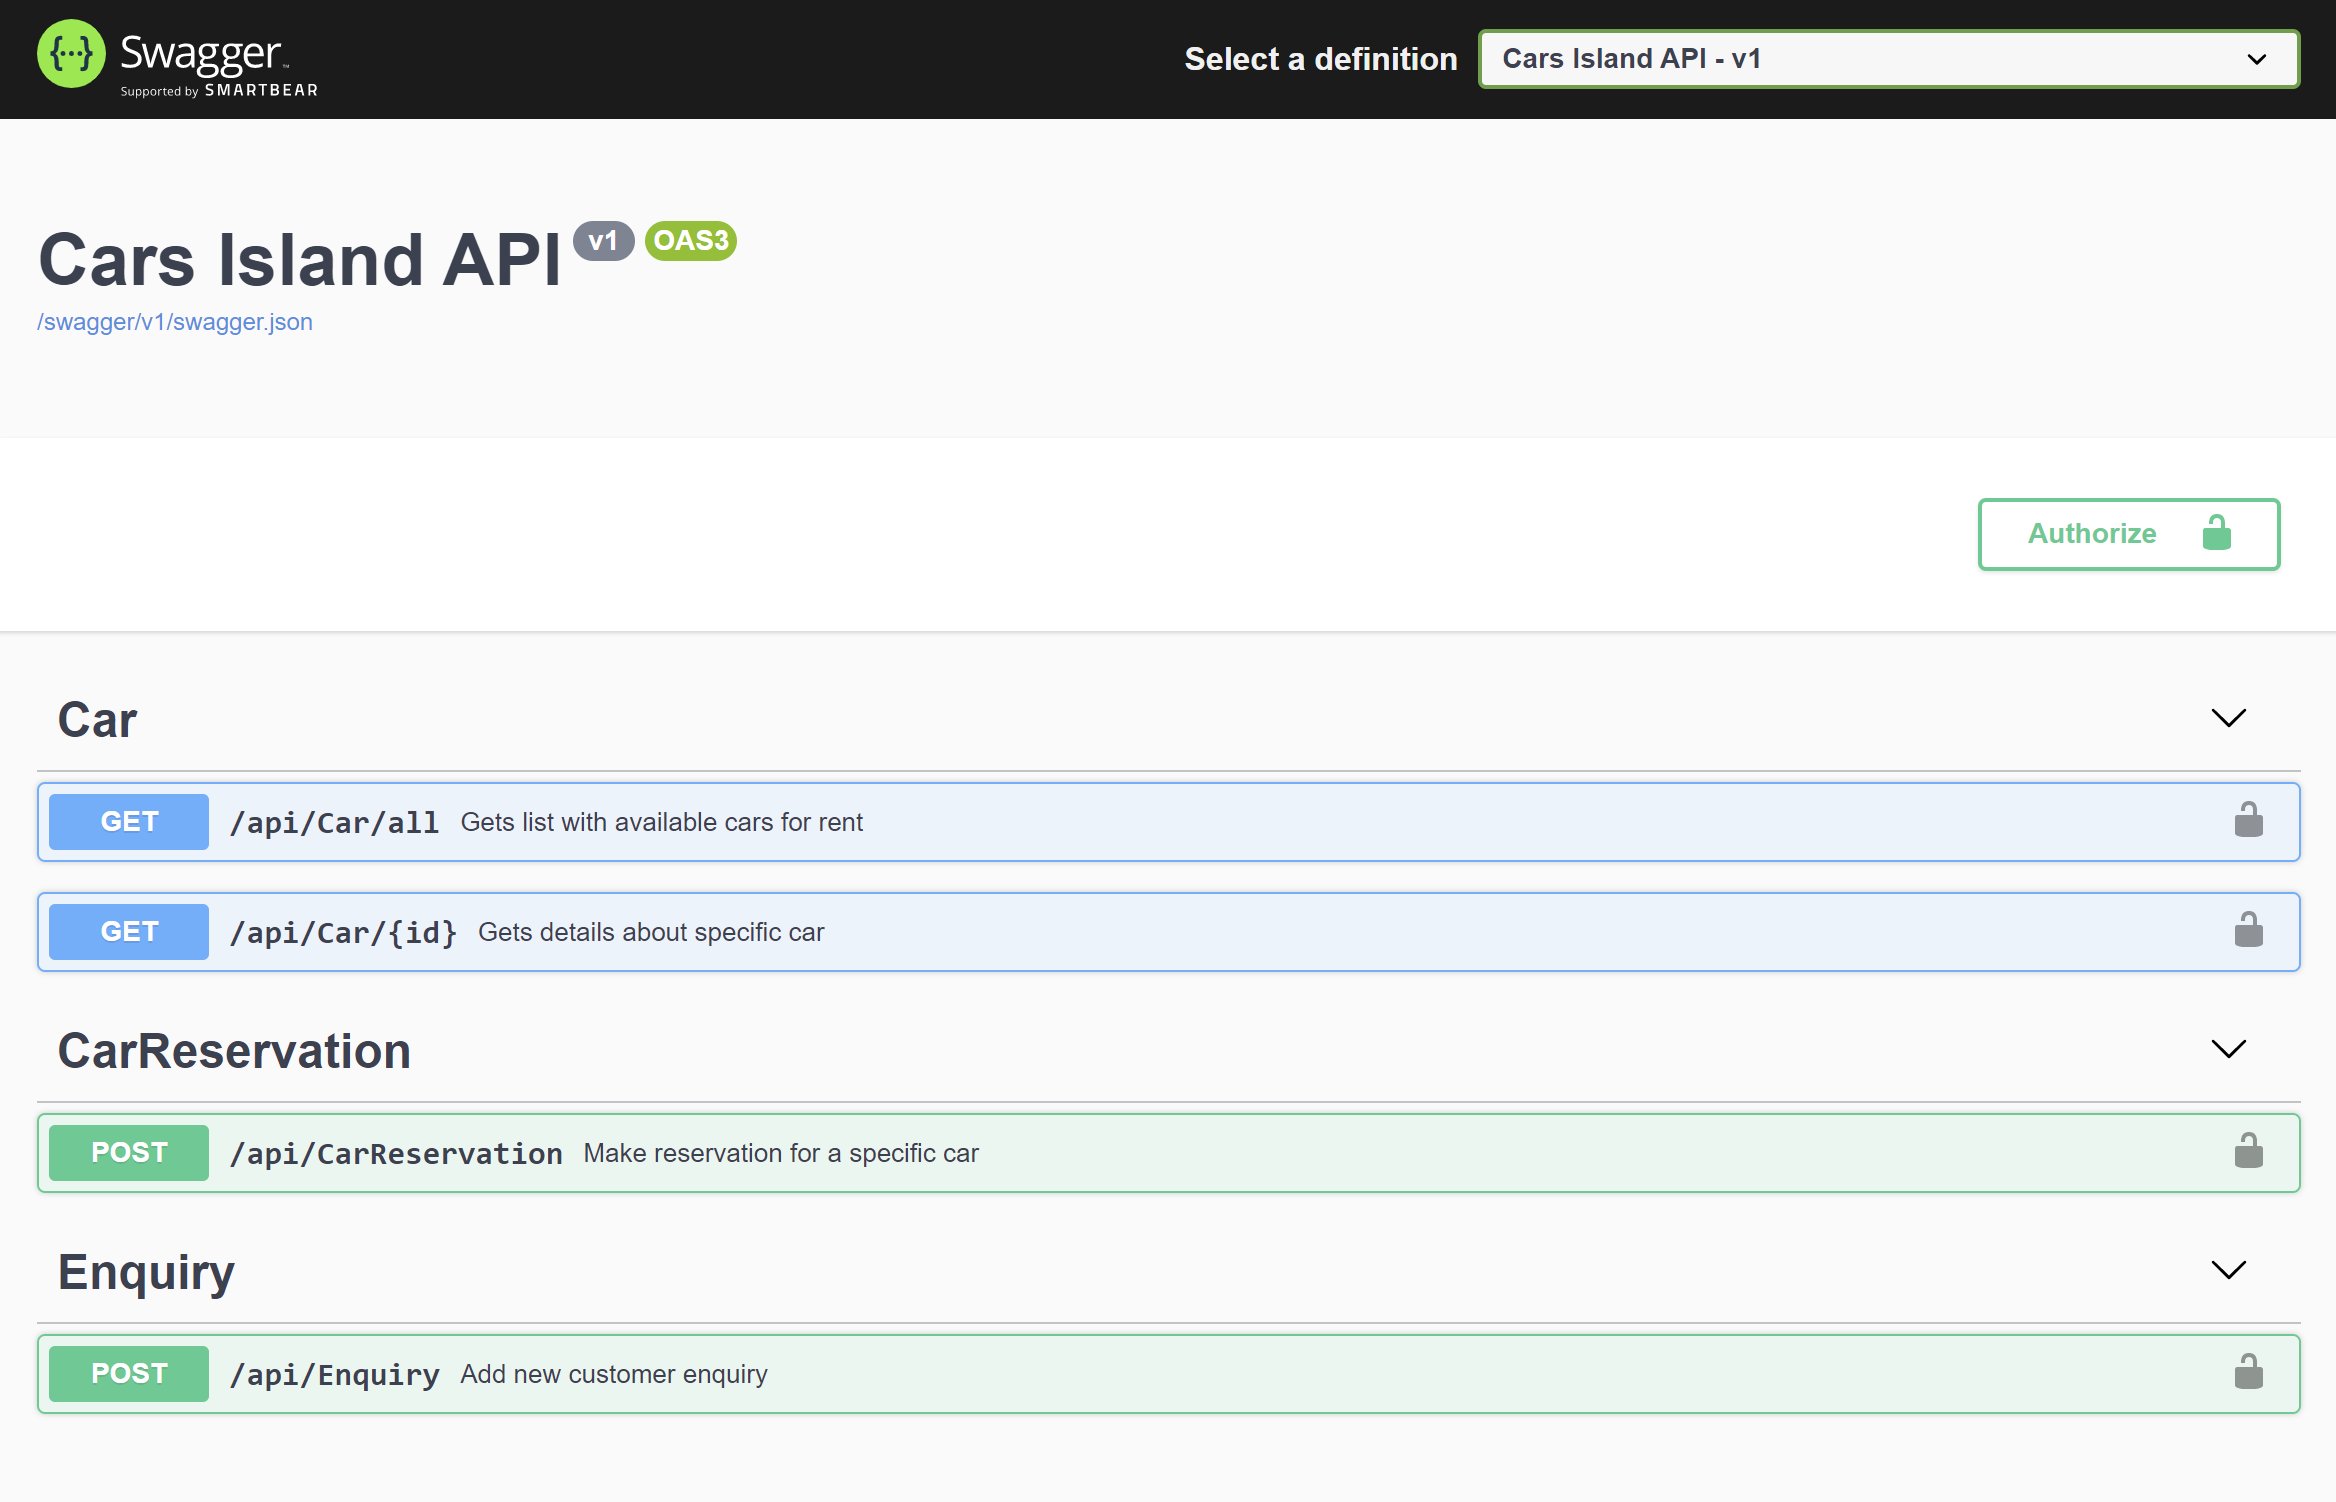 {···} Swagger™
Supported by SMARTBEAR
Select a definition
Cars Island API - v1
Cars Island API v1 OAS3
/swagger/v1/swagger.json
Authorize
Car
GET /api/Car/all Gets list with available cars for rent
GET /api/Car/{id} Gets details about specific car
CarReservation
POST /api/CarReservation Make reservation for a specific car
Enquiry
POST /api/Enquiry Add new customer enquiry